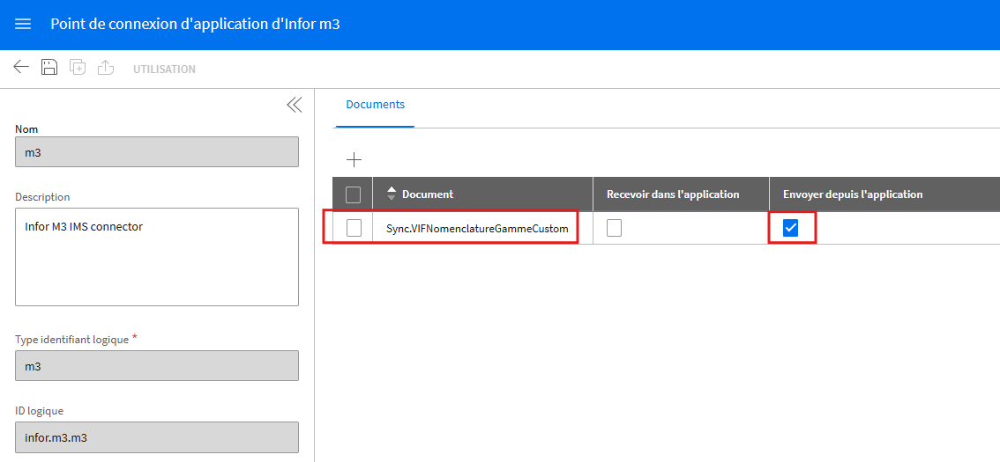 Point de connexion d'application d'Infor m3
UTILISATION
Nom
m3
Description
Infor M3 IMS connector
Type identifiant logique *
m3
ID logique
infor.m3.m3
Documents
Document Recevoir dans l'application Envoyer depuis l'application
Sync.VIFNomenclatureGammeCustom